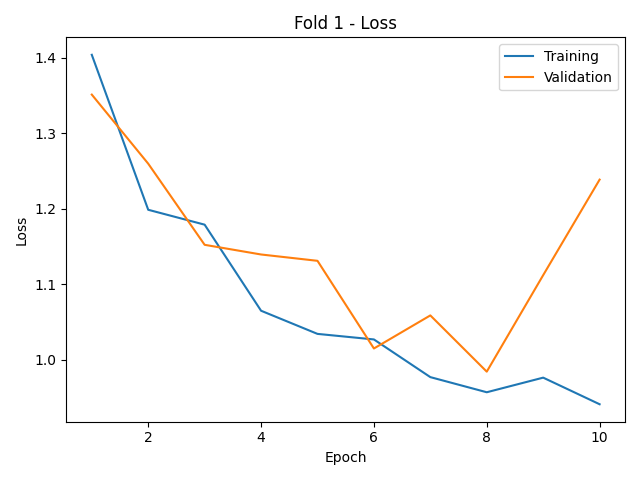 Fold 1 - Loss
Training
Validation
1.4
1.3
1.2
1.1
1.0
Loss
2 4 6 8 10
Epoch